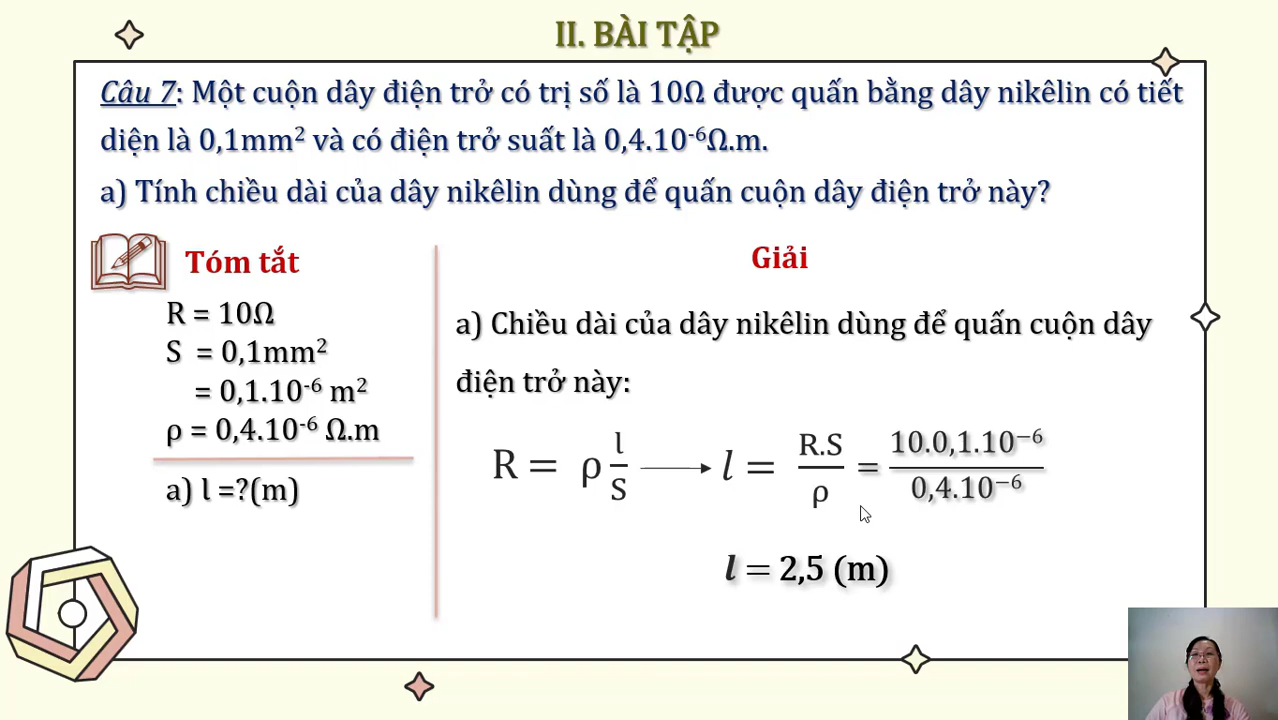 II. BÀI TẬP
Câu 7: Một cuộn dây điện trở có trị số là 10Ω được quấn bằng dây nikêlin có tiết
diện là 0,1mm² và có điện trở suất là 0,4.10⁻⁶Ω.m.
a) Tính chiều dài của dây nikêlin dùng để quấn cuộn dây điện trở này?
Tóm tắt
R = 10Ω
S = 0,1mm²
= 0,1.10⁻⁶ m²
ρ = 0,4.10⁻⁶ Ω.m
a) l =?(m)
Giải
a) Chiều dài của dây nikêlin dùng để quấn cuộn dây
điện trở này:
R = ρ l/S ⟶ l = R.S/ρ = 10.0,1.10⁻⁶/0,4.10⁻⁶
l = 2,5 (m)